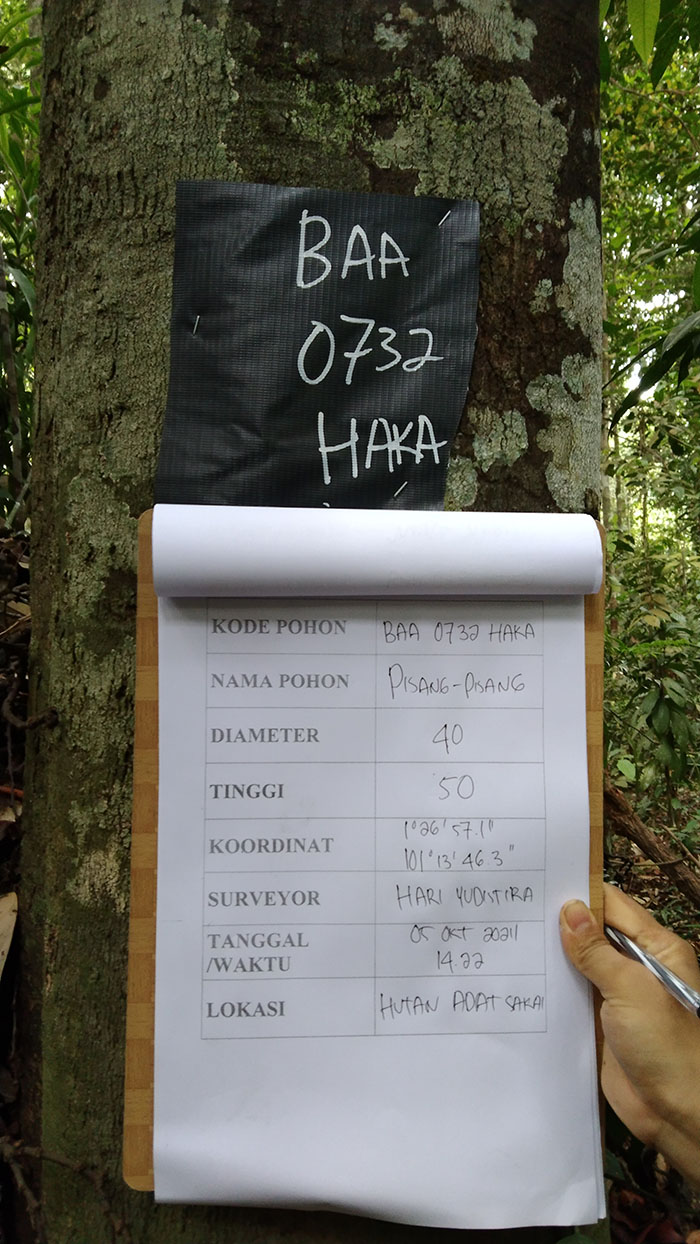 BAA
0732
HAKA
KODE POHON BAA 0732 HAKA
NAMA POHON PISANG-PISANG
DIAMETER 40
TINGGI 50
KOORDINAT 1°26'57.1"
101°13'46.3"
SURVEYOR HARI YUDISTIRA
TANGGAL 05 OKT 2021
/WAKTU 14.22
LOKASI HUTAN ADAT SAKAI